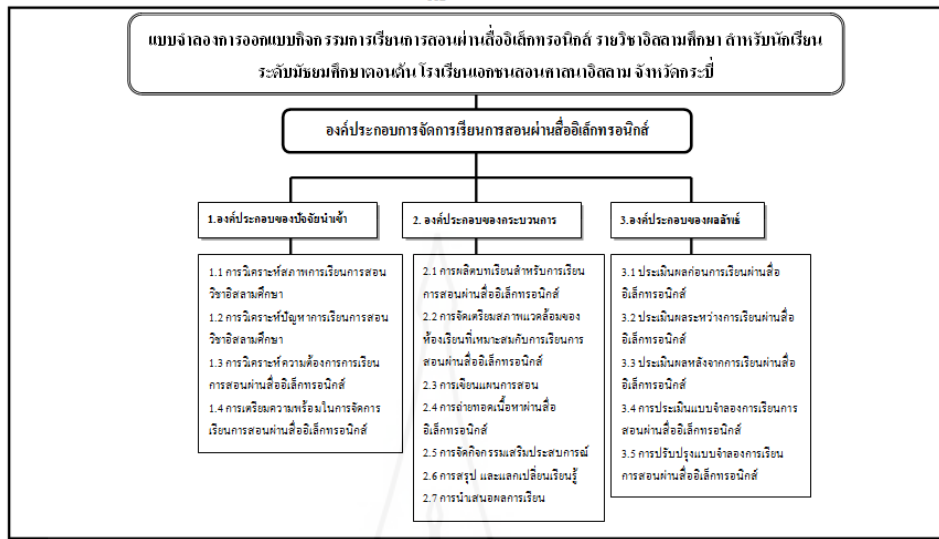 แบบจำลองการออกแบบกิจกรรมการเรียนการสอนผ่านสื่ออิเล็กทรอนิกส์ รายวิชาอิสลามศึกษา สำหรับนักเรียน
ระดับมัธยมศึกษาตอนต้น โรงเรียนเอกชนสอนศาสนาอิสลาม จังหวัดกระบี่
องค์ประกอบการจัดการเรียนการสอนผ่านสื่ออิเล็กทรอนิกส์
1.องค์ประกอบของปัจจัยนำเข้า
1.1 การวิเคราะห์สภาพการเรียนการสอน
วิชาอิสลามศึกษา
1.2 การวิเคราะห์ปัญหาการเรียนการสอน
วิชาอิสลามศึกษา
1.3 การวิเคราะห์ความต้องการการเรียน
การสอนผ่านสื่ออิเล็กทรอนิกส์
1.4 การเตรียมความพร้อมในการจัดการ
เรียนการสอนผ่านสื่ออิเล็กทรอนิกส์
2. องค์ประกอบของกระบวนการ
2.1 การผลิตบทเรียนสำหรับการเรียน
การสอนผ่านสื่ออิเล็กทรอนิกส์
2.2 การจัดเตรียมสภาพแวดล้อมของ
ห้องเรียนที่เหมาะสมกับการเรียนการ
สอนผ่านสื่ออิเล็กทรอนิกส์
2.3 การเขียนแผนการสอน
2.4 การถ่ายทอดเนื้อหาผ่านสื่อ
อิเล็กทรอนิกส์
2.5 การจัดกิจกรรมเสริมประสบการณ์
2.6 การสรุป และแลกเปลี่ยนเรียนรู้
2.7 การนำเสนอผลการเรียน
3.องค์ประกอบของผลลัพธ์
3.1 ประเมินผลก่อนการเรียนผ่านสื่อ
อิเล็กทรอนิกส์
3.2 ประเมินผลระหว่างการเรียนผ่านสื่อ
อิเล็กทรอนิกส์
3.3 ประเมินผลหลังจากการเรียนผ่านสื่อ
อิเล็กทรอนิกส์
3.4 การประเมินแบบจำลองการเรียนการ
สอนผ่านสื่ออิเล็กทรอนิกส์
3.5 การปรับปรุงแบบจำลองการเรียน
การสอนผ่านสื่ออิเล็กทรอนิกส์